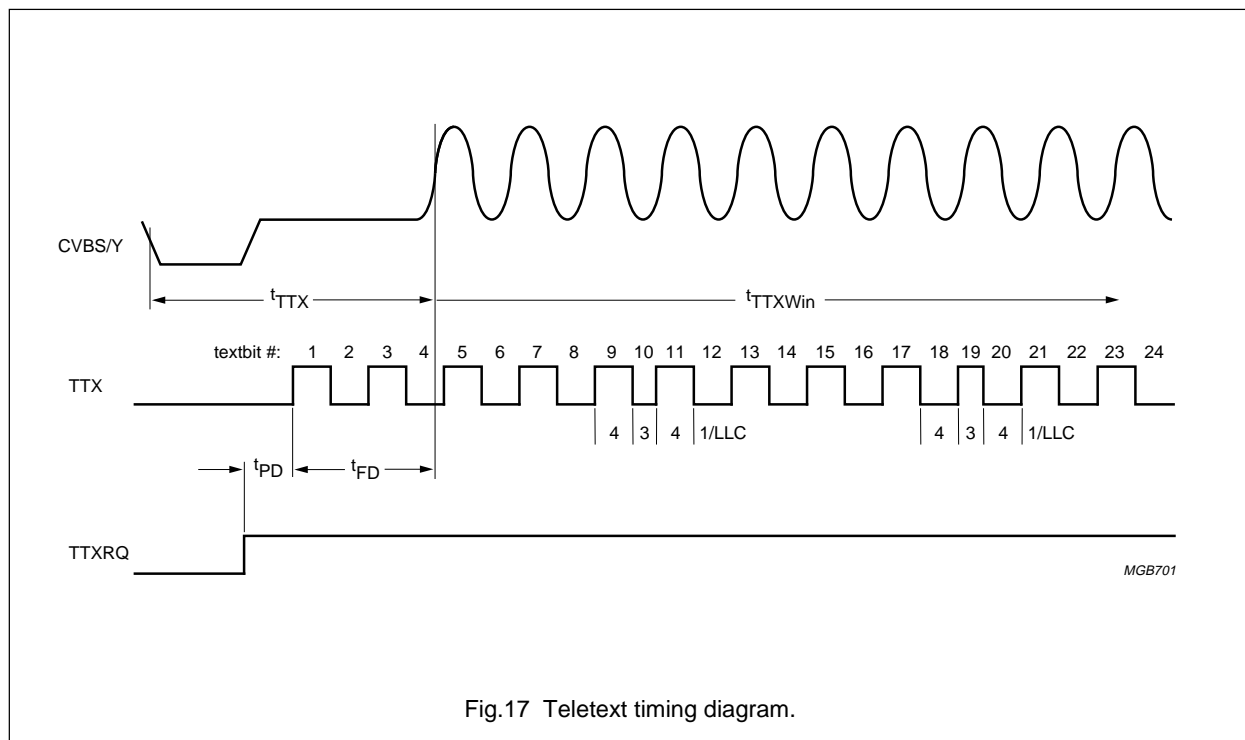 CVBS/Y
tTTX
tTTXWin
textbit #: 1 2 3 4 5 6 7 8 9 10 11 12 13 14 15 16 17 18 19 20 21 22 23 24
TTX
4 3 4 1/LLC 4 3 4 1/LLC
tPD tFD
TTXRQ
MGB701
Fig.17 Teletext timing diagram.